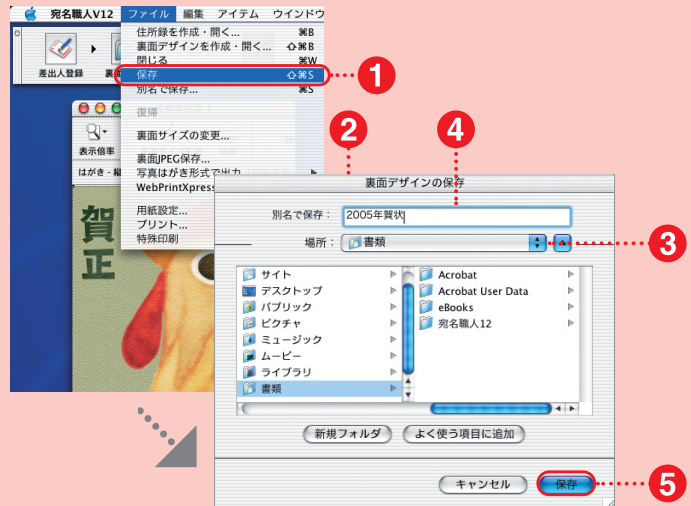 宛名職人V12 ファイル 編集 アイテム ウインドウ
差出人登録
住所録を作成・開く... ⌘B
裏面デザインを作成・開く... ⇧⌘B
閉じる ⌘W
保存 ⇧⌘S
別名で保存... ⌘S
復帰
裏面サイズの変更...
裏面JPEG保存...
写真はがき形式で出力
WebPrintXpress
用紙設定...
プリント...
特殊印刷
表示倍率
はがき - 縦
賀正
1
2
4
裏面デザインの保存
別名で保存： 2005年賀状
場所： 書類
3
サイト
デスクトップ
パブリック
ピクチャ
ミュージック
ムービー
ライブラリ
書類
Acrobat
Acrobat User Data
eBooks
宛名職人12
新規フォルダ よく使う項目に追加
キャンセル 保存
5